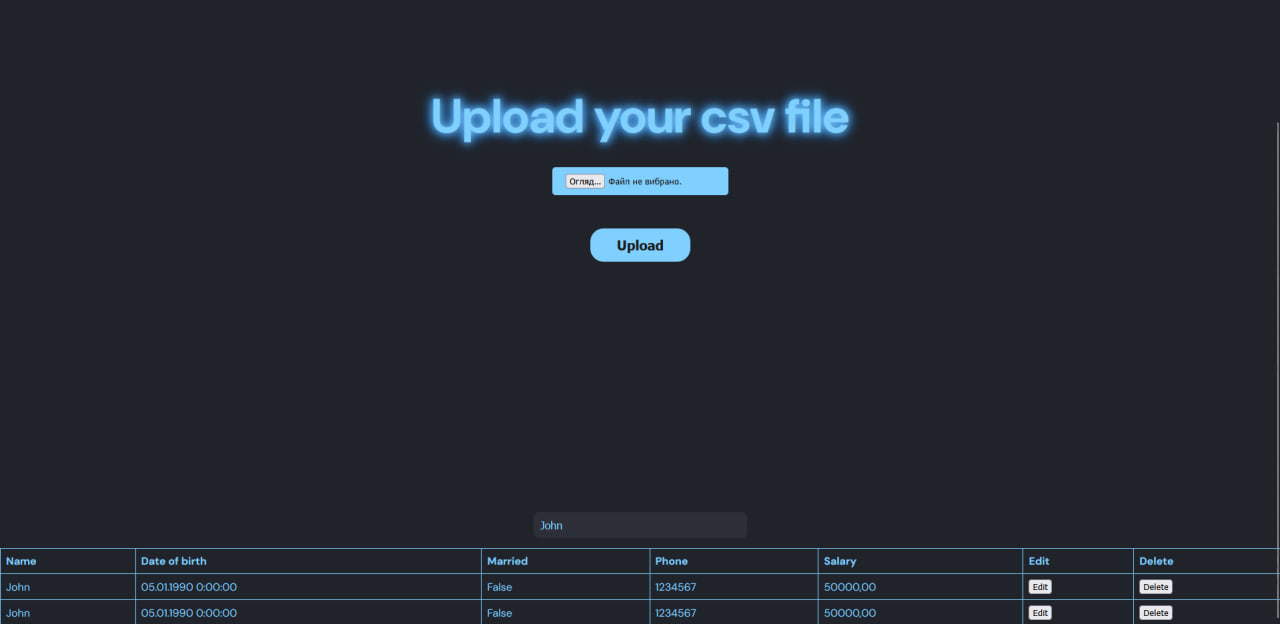 Upload your csv file
Огляд... Файл не вибрано.
Upload
John
Name Date of birth Married Phone Salary Edit Delete
John 05.01.1990 0:00:00 False 1234567 50000,00 Edit Delete
John 05.01.1990 0:00:00 False 1234567 50000,00 Edit Delete